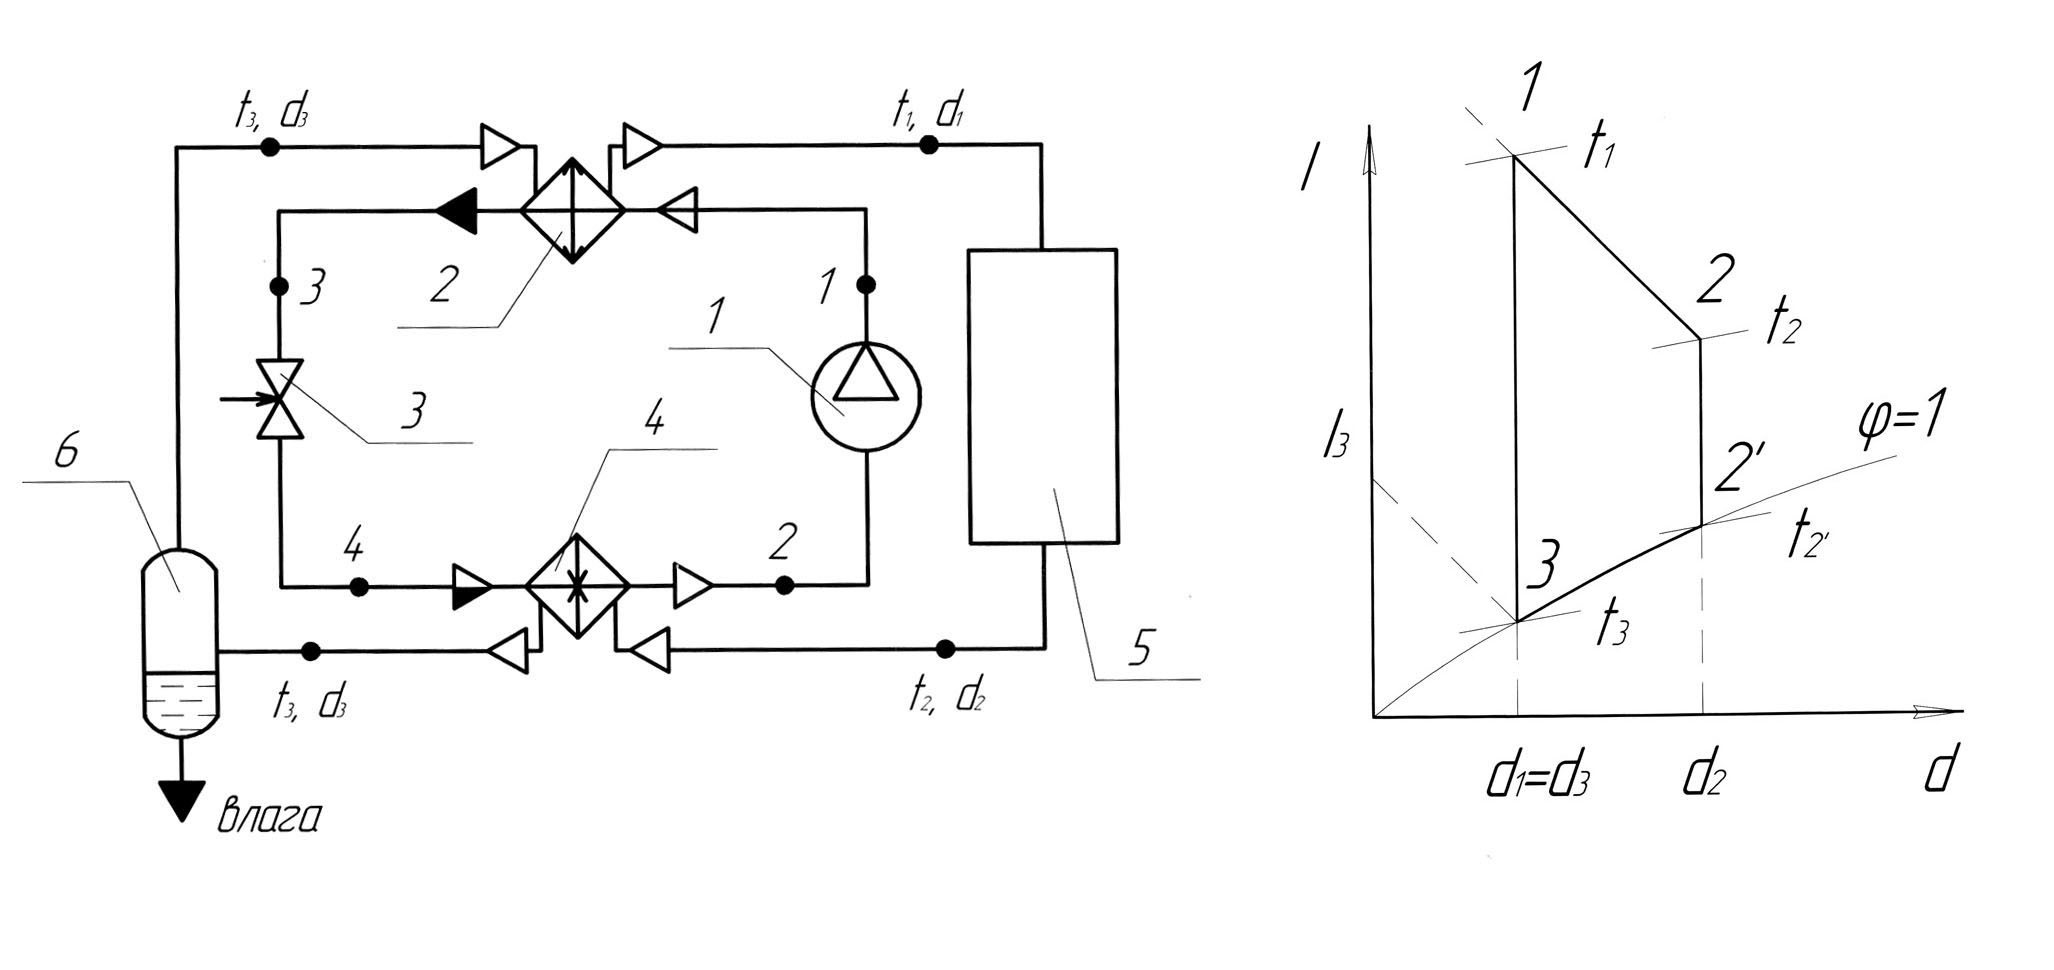 t₃, d₃
t₁, d₁
3
2
1
1
3
4
6
4
2
5
t₃, d₃
t₂, d₂
влага
I
1
t₁
2
t₂
I₃
φ=1
2'
t₂'
3
t₃
d₁=d₃
d₂
d